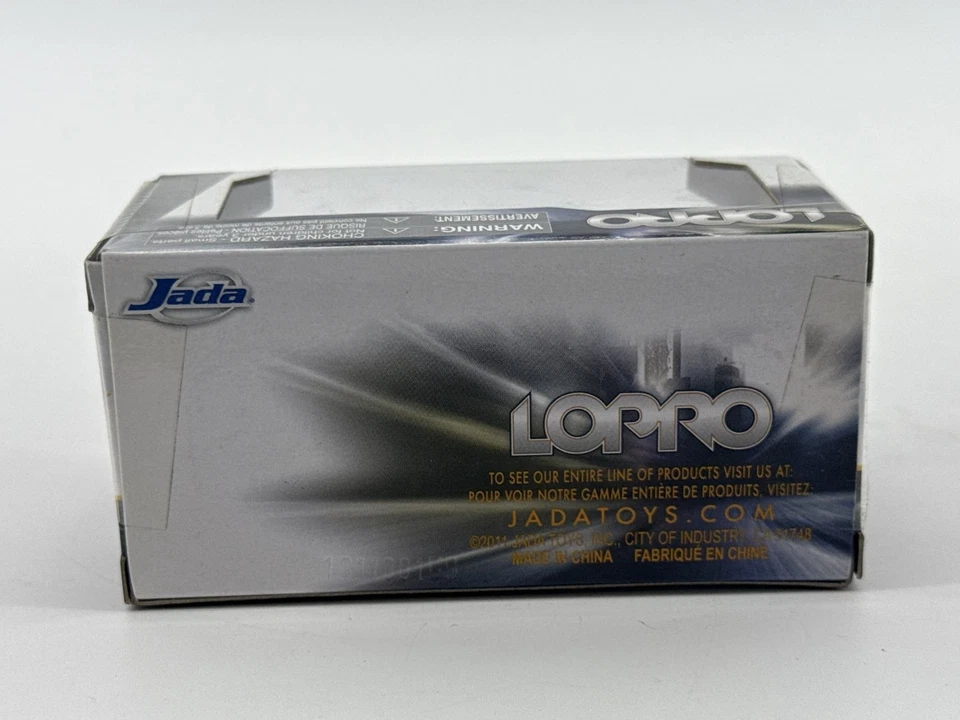 LOPRO
WARNING:
CHOKING HAZARD - Small parts
AVERTISSEMENT:
RISQUE DE SUFFOCATION
Jada
LOPRO
TO SEE OUR ENTIRE LINE OF PRODUCTS VISIT US AT:
POUR VOIR NOTRE GAMME ENTIÈRE DE PRODUITS, VISITEZ:
JADATOYS.COM
©2011 JADA TOYS, INC., CITY OF INDUSTRY, CA 91748
MADE IN CHINA FABRIQUÉ EN CHINE